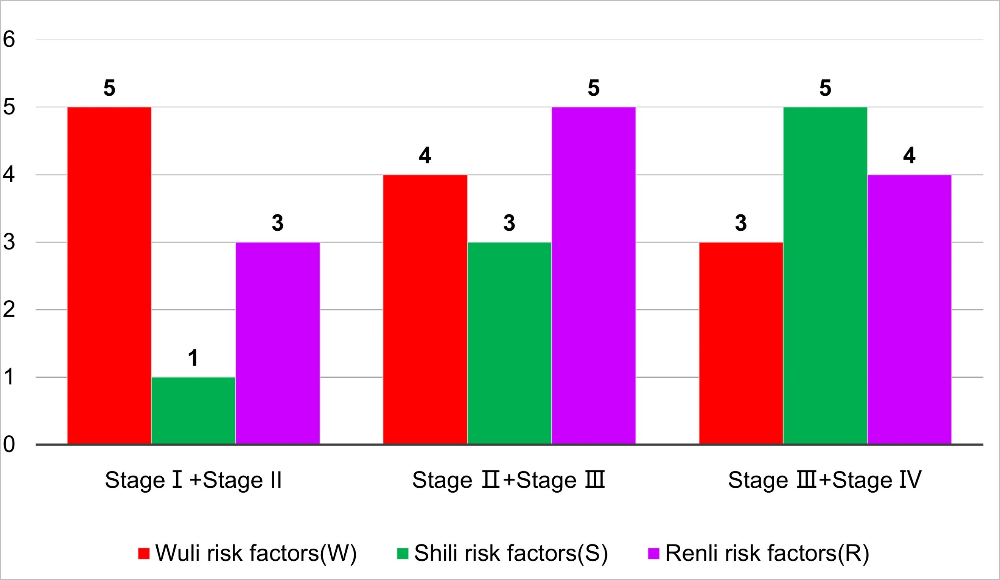 6
5
4
3
2
1
0
5
1
3
4
3
5
3
5
4
Stage Ⅰ +Stage II
Stage Ⅱ+Stage Ⅲ
Stage Ⅲ+Stage IV
Wuli risk factors(W)
Shili risk factors(S)
Renli risk factors(R)